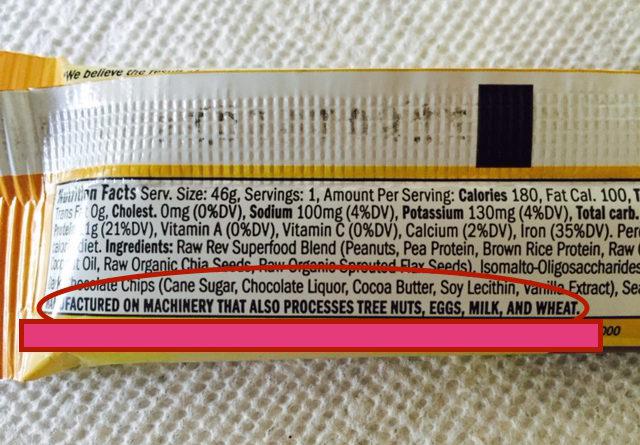 We believe the
Nutrition Facts Serv. Size: 46g, Servings: 1, Amount Per Serving: Calories 180, Fat Cal. 100, T
Trans Fat 0g, Cholest. 0mg (0%DV), Sodium 100mg (4%DV), Potassium 130mg (4%DV), Total carb.
Protein 11g (21%DV), Vitamin A (0%DV), Vitamin C (0%DV), Calcium (2%DV), Iron (35%DV). Perc
calorie diet. Ingredients: Raw Rev Superfood Blend (Peanuts, Pea Protein, Brown Rice Protein, Raw
Coconut Oil, Raw Organic Chia Seeds, Raw Organic Sprouted Flax Seeds), Isomalto-Oligosaccharides
Chocolate Chips (Cane Sugar, Chocolate Liquor, Cocoa Butter, Soy Lecithin, Vanilla Extract), Sea
MANUFACTURED ON MACHINERY THAT ALSO PROCESSES TREE NUTS, EGGS, MILK, AND WHEAT.
000